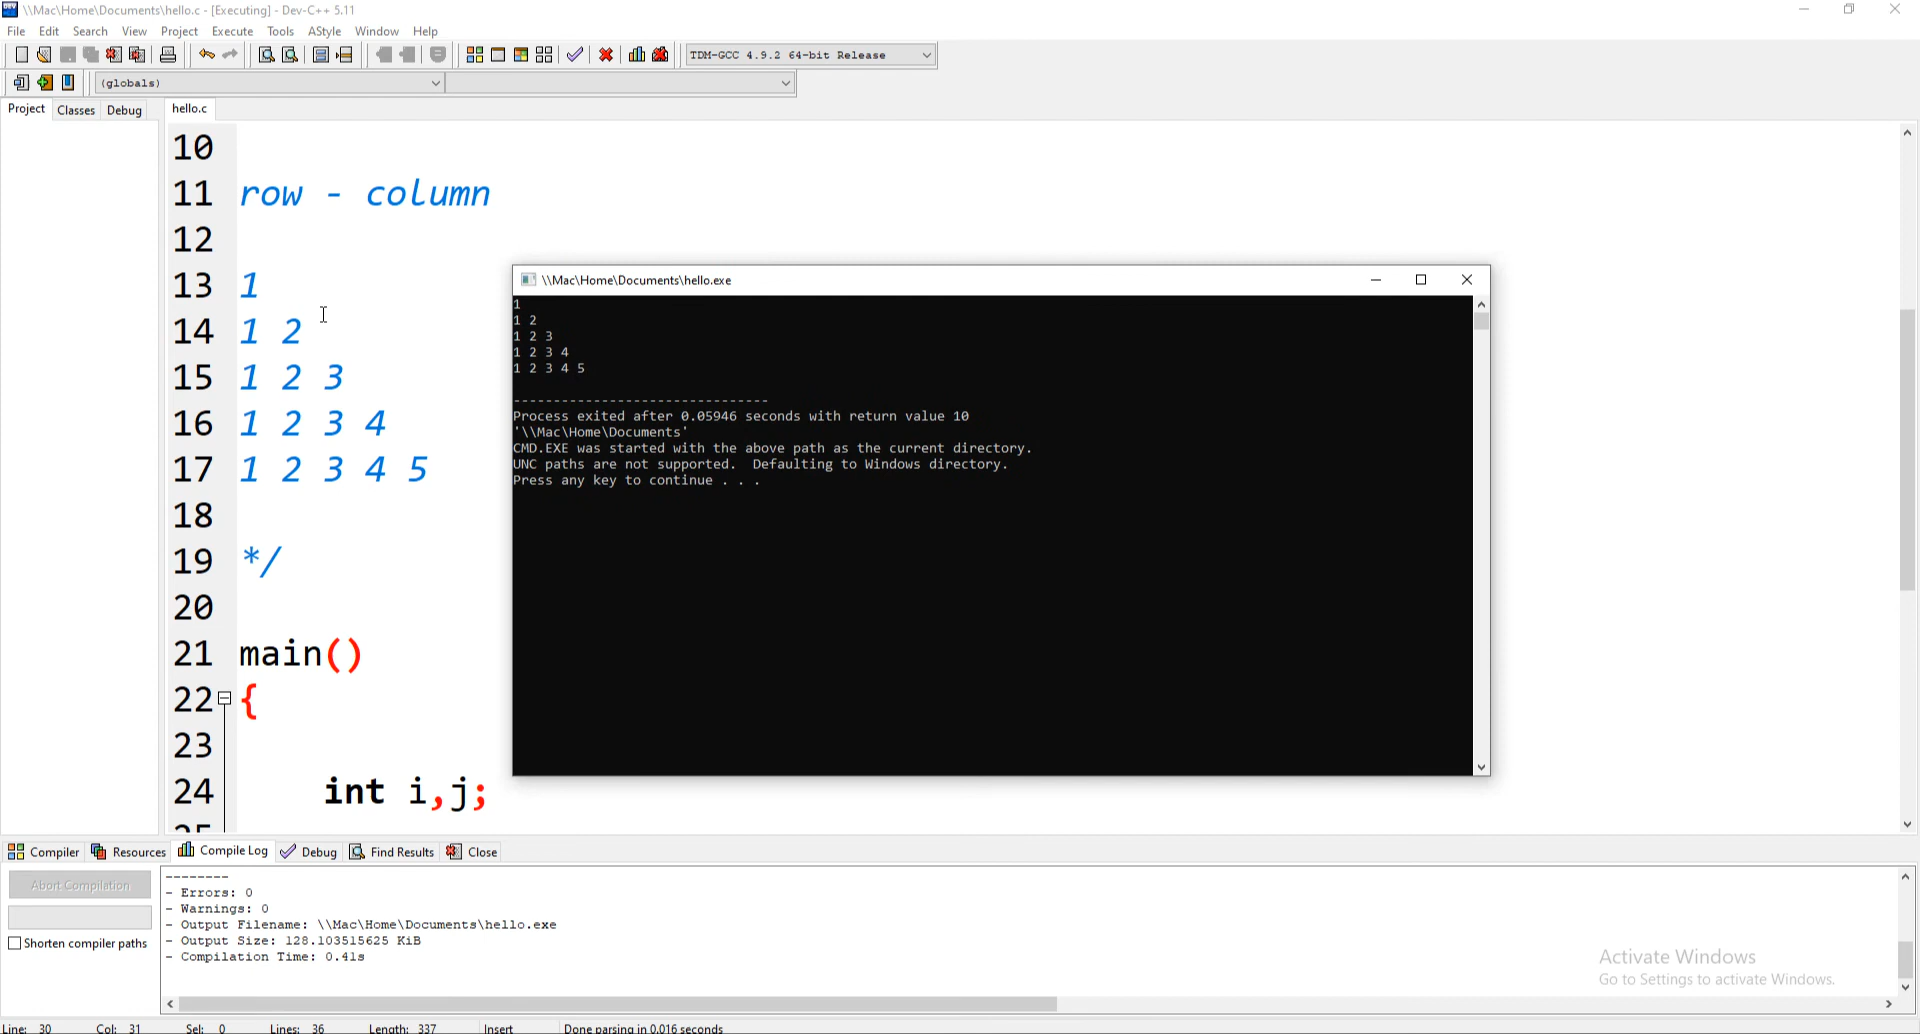 \\Mac\Home\Documents\hello.c - [Executing] - Dev-C++ 5.11
File Edit Search View Project Execute Tools AStyle Window Help
TDM-GCC 4.9.2 64-bit Release
(globals)
Project Classes Debug hello.c
10
11 row - column
12
13 1
14 1 2
15 1 2 3
16 1 2 3 4
17 1 2 3 4 5
18
19 */
20
21 main()
22 {
23
24 int i,j;
\\Mac\Home\Documents\hello.exe
1
1 2
1 2 3
1 2 3 4
1 2 3 4 5
--------------------------------
Process exited after 0.05946 seconds with return value 10
'\\Mac\Home\Documents'
CMD.EXE was started with the above path as the current directory.
UNC paths are not supported.  Defaulting to Windows directory.
Press any key to continue . . .
Compiler Resources Compile Log Debug Find Results Close
Abort Compilation
Shorten compiler paths
--------
- Errors: 0
- Warnings: 0
- Output Filename: \\Mac\Home\Documents\hello.exe
- Output Size: 128.103515625 KiB
- Compilation Time: 0.41s
Activate Windows
Go to Settings to activate Windows.
Line: 30 Col: 31 Sel: 0 Lines: 36 Length: 337 Insert Done parsing in 0.016 seconds